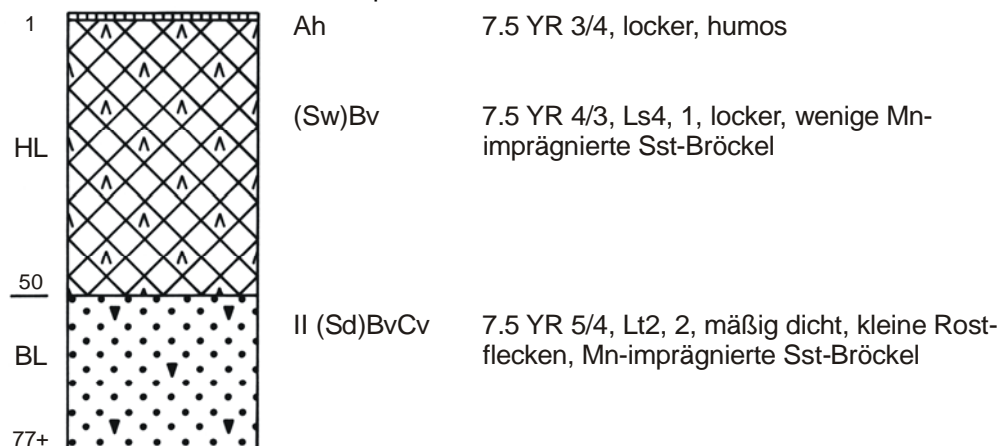 1 Ah 7.5 YR 3/4, locker, humos
(Sw)Bv 7.5 YR 4/3, Ls4, 1, locker, wenige Mn-
HL imprägnierte Sst-Bröckel
50
II (Sd)BvCv 7.5 YR 5/4, Lt2, 2, mäßig dicht, kleine Rost-
BL flecken, Mn-imprägnierte Sst-Bröckel
77+